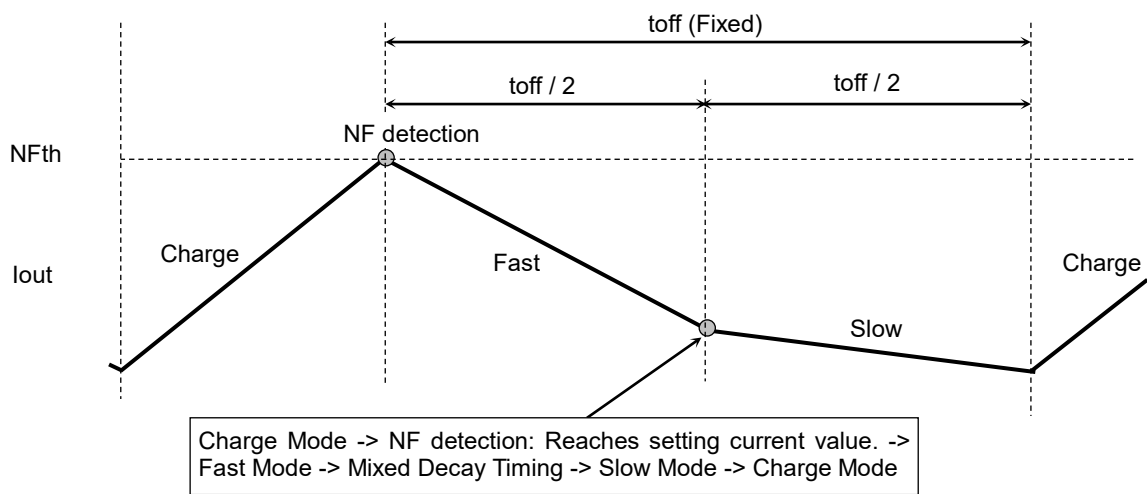 toff (Fixed)
toff / 2
toff / 2
NF detection
NFth
Charge
Fast
Iout
Charge
Slow
Charge Mode -> NF detection: Reaches setting current value. ->
Fast Mode -> Mixed Decay Timing -> Slow Mode -> Charge Mode